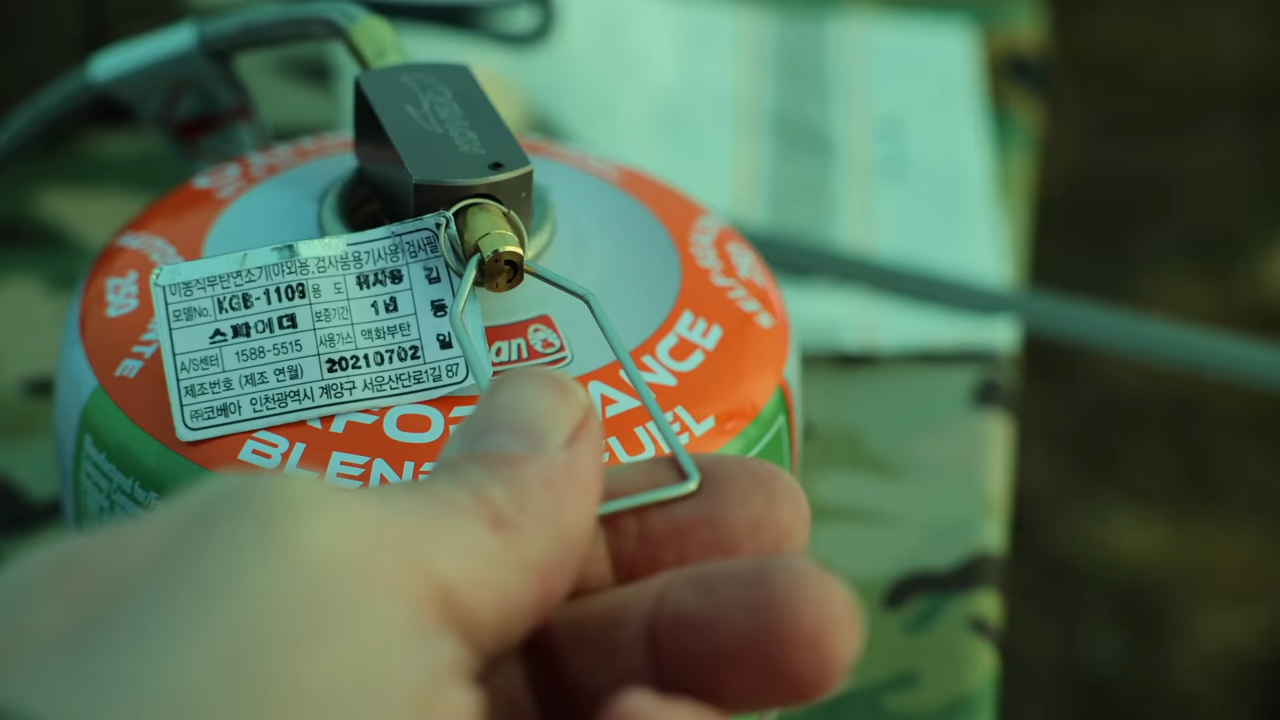 이동식부탄연소기(야외용,검사품용기사용)검사필
모델No. KGB-1109 용 도 취사용 김
스파이더 보증기간 1년 동
A/S센터 1588-5515 사용가스 액화부탄 일
제조번호 (제조 연월) 20210702
㈜코베아 인천광역시 계양구 서운산단로1길 87
an
ANCE
BLEN
FUEL
250